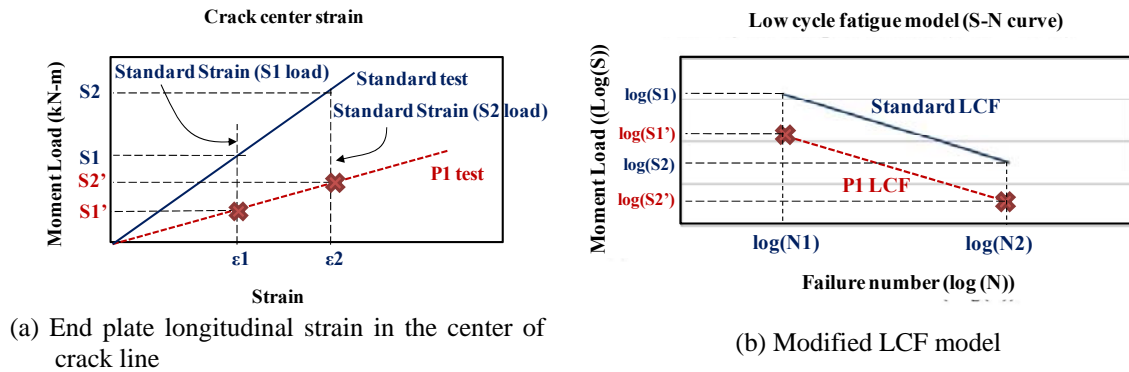 Crack center strain
Moment Load (kN-m)
S2
S1
S2’
S1’
Standard Strain (S1 load)
Standard test
Standard Strain (S2 load)
P1 test
ε1
ε2
Strain
(a) End plate longitudinal strain in the center of
crack line
Low cycle fatigue model (S-N curve)
Moment Load ((Log(S)
log(S1)
log(S1’)
log(S2)
log(S2’)
Standard LCF
P1 LCF
log(N1)
log(N2)
Failure number (log (N))
(b) Modified LCF model